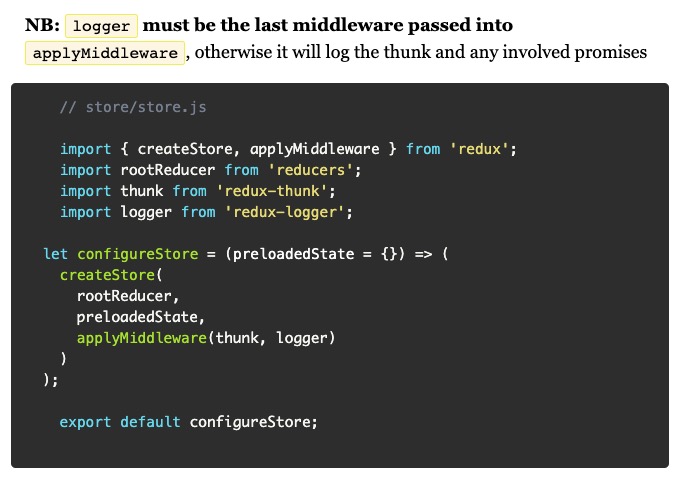 NB: logger must be the last middleware passed into
applyMiddleware, otherwise it will log the thunk and any involved promises
// store/store.js
import { createStore, applyMiddleware } from 'redux';
import rootReducer from 'reducers';
import thunk from 'redux-thunk';
import logger from 'redux-logger';
let configureStore = (preloadedState = {}) => (
createStore(
rootReducer,
preloadedState,
applyMiddleware(thunk, logger)
)
);
export default configureStore;